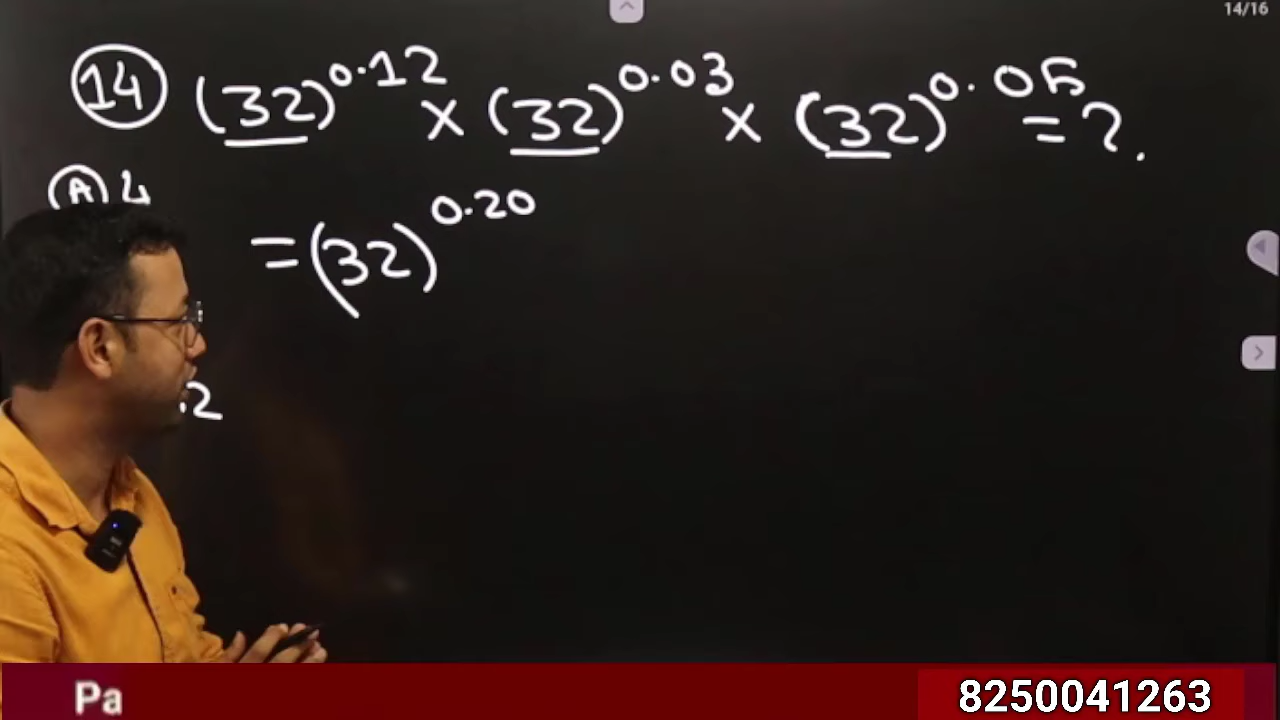 14/16
14 (32)^0.12 × (32)^0.03 × (32)^0.05 = ?.
A 4
= (32)^0.20
.2
Pa
8250041263